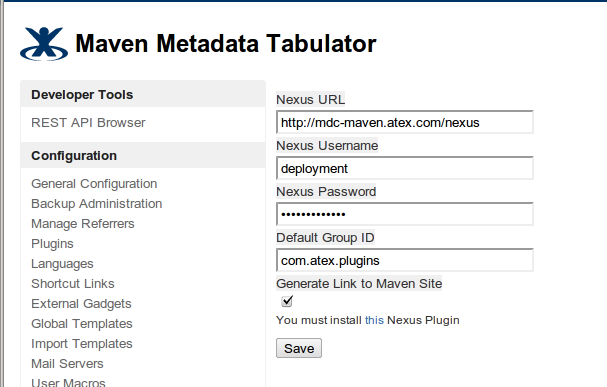 Maven Metadata Tabulator
Developer Tools
REST API Browser
Configuration
General Configuration
Backup Administration
Manage Referrers
Plugins
Languages
Shortcut Links
External Gadgets
Global Templates
Import Templates
Mail Servers
User Macros
Nexus URL
http://mdc-maven.atex.com/nexus
Nexus Username
deployment
Nexus Password
•••••••••••••
Default Group ID
com.atex.plugins
Generate Link to Maven Site
You must install this Nexus Plugin
Save